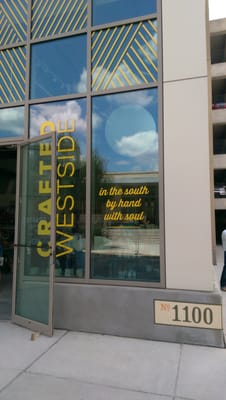 CRAFTED
WESTSIDE
in the south
by hand
with soul
No 1100